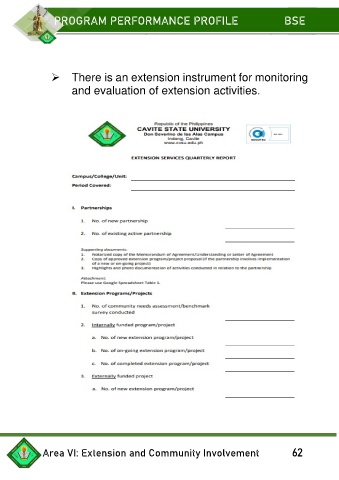 PROGRAM PERFORMANCE PROFILE BSE
➢ There is an extension instrument for monitoring
and evaluation of extension activities.
Republic of the Philippines
CAVITE STATE UNIVERSITY
Don Severino de las Alas Campus
Indang, Cavite
www.cvsu.edu.ph
EXTENSION SERVICES QUARTERLY REPORT
Campus/College/Unit:
Period Covered:
I. Partnerships
1. No. of new partnership
2. No. of existing active partnership
Supporting documents:
1. Notarized copy of the Memorandum of Agreement/Understanding or Letter of Agreement
2. Copy of approved extension program/project proposal (if the partnership involves implementation
of a new or on-going project)
3. Highlights and photo documentation of activities conducted in relation to the partnership
Attachment:
Please use Google Spreadsheet Table 1.
II. Extension Programs/Projects
1. No. of community needs assessment/benchmark
survey conducted
2. Internally funded program/project
a. No. of new extension program/project
b. No. of on-going extension program/project
c. No. of completed extension program/project
3. Externally funded project
a. No. of new extension program/project
Area VI: Extension and Community Involvement 62